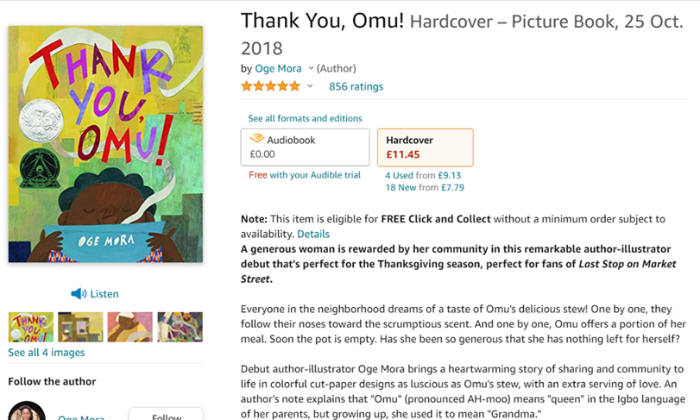 THANK
YOU,
OMU!
OGE MORA
Listen
See all 4 images
Follow the author
Oge Mora
Follow
Thank You, Omu! Hardcover – Picture Book, 25 Oct.
2018
by Oge Mora (Author)
856 ratings
See all formats and editions
Audiobook
£0.00
Free with your Audible trial
Hardcover
£11.45
4 Used from £9.13
18 New from £7.79
Note: This item is eligible for FREE Click and Collect without a minimum order subject to
availability. Details
A generous woman is rewarded by her community in this remarkable author-illustrator
debut that's perfect for the Thanksgiving season, perfect for fans of Last Stop on Market
Street.
Everyone in the neighborhood dreams of a taste of Omu's delicious stew! One by one, they
follow their noses toward the scrumptious scent. And one by one, Omu offers a portion of her
meal. Soon the pot is empty. Has she been so generous that she has nothing left for herself?
Debut author-illustrator Oge Mora brings a heartwarming story of sharing and community to
life in colorful cut-paper designs as luscious as Omu's stew, with an extra serving of love. An
author's note explains that "Omu" (pronounced AH-moo) means "queen" in the Igbo language
of her parents, but growing up, she used it to mean "Grandma."